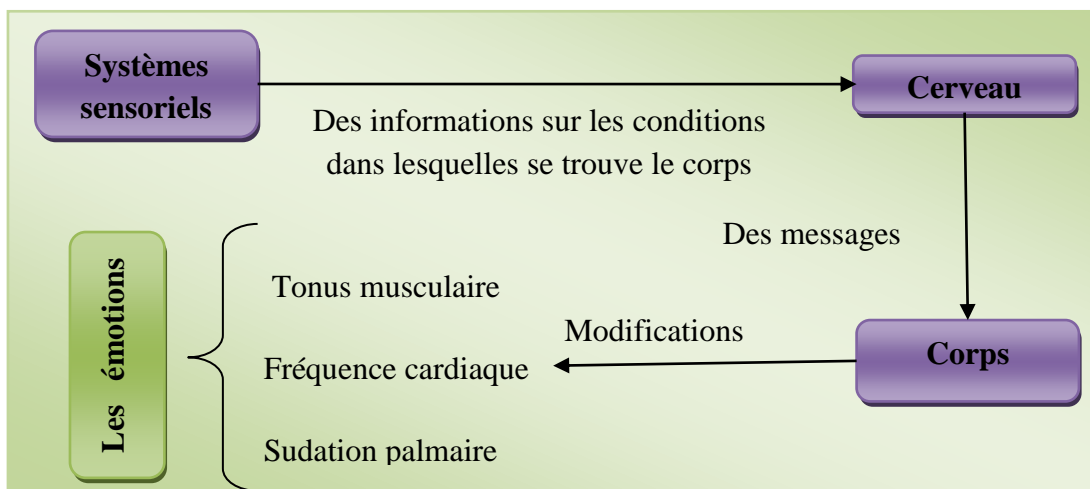 Systèmes
sensoriels
Cerveau
Des informations sur les conditions
dans lesquelles se trouve le corps
Des messages
Les émotions
Tonus musculaire
Modifications
Fréquence cardiaque
Corps
Sudation palmaire